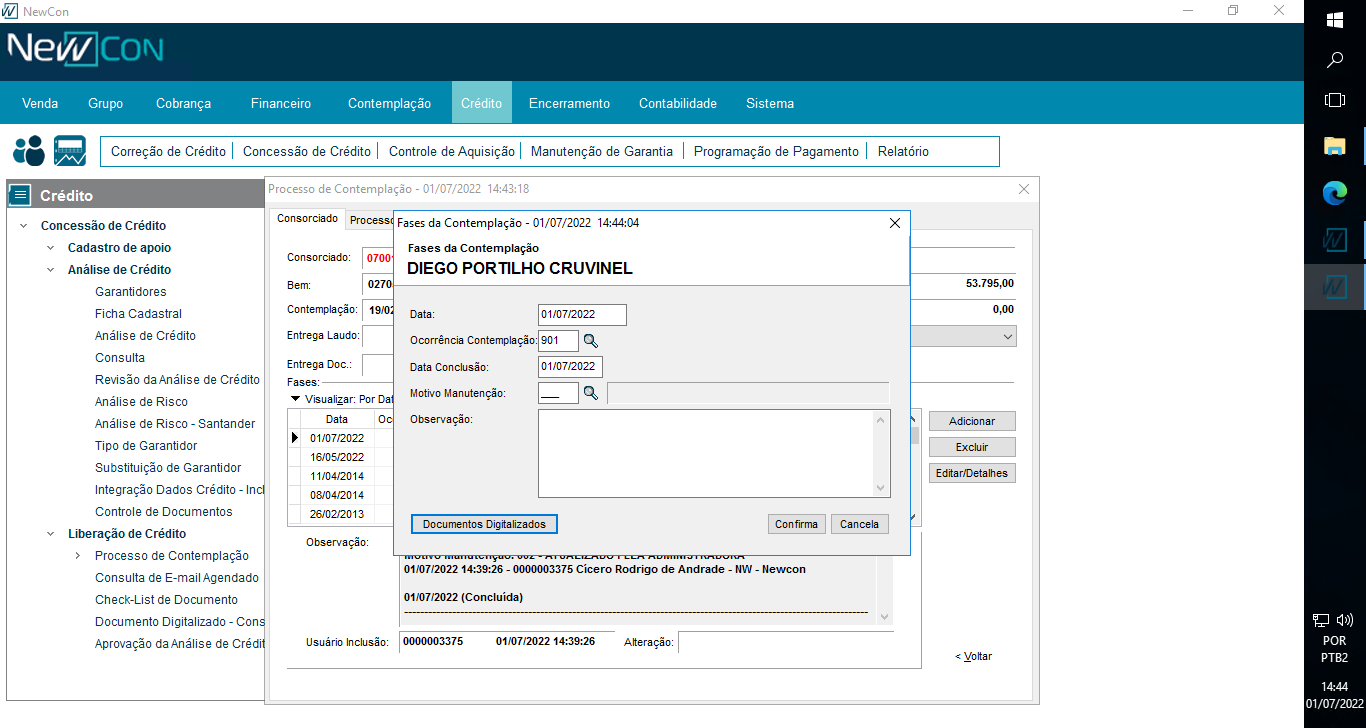 NewCon
NEWCON
Venda Grupo Cobrança Financeiro Contemplação Crédito Encerramento Contabilidade Sistema
Correção de Crédito Concessão de Crédito Controle de Aquisição Manutenção de Garantia Programação de Pagamento Relatório
Crédito
Concessão de Crédito
Cadastro de apoio
Análise de Crédito
Garantidores
Ficha Cadastral
Análise de Crédito
Consulta
Revisão da Análise de Crédito
Análise de Risco
Análise de Risco - Santander
Tipo de Garantidor
Substituição de Garantidor
Integração Dados Crédito - Incl
Controle de Documentos
Liberação de Crédito
Processo de Contemplação
Consulta de E-mail Agendado
Check-List de Documento
Documento Digitalizado - Cons
Aprovação da Análise de Crédit
Processo de Contemplação - 01/07/2022 14:43:18
Consorciado Processo
Consorciado: 0700
Bem: 0270 53.795,00
Contemplação: 19/02 0,00
Entrega Laudo:
Entrega Doc.:
Fases:
Visualizar: Por Dat
Data Oc
01/07/2022
16/05/2022
11/04/2014
08/04/2014
26/02/2013
Adicionar
Excluir
Editar/Detalhes
Fases da Contemplação - 01/07/2022 14:44:04
Fases da Contemplação
DIEGO PORTILHO CRUVINEL
Data: 01/07/2022
Ocorrência Contemplação: 901
Data Conclusão: 01/07/2022
Motivo Manutenção: ___
Observação:
Documentos Digitalizados Confirma Cancela
Observação:
Motivo Manutenção: 002 - ATUALIZADO PELA ADMINISTRADORA
01/07/2022 14:39:26 - 0000003375 Cícero Rodrigo de Andrade - NW - Newcon
01/07/2022 (Concluída)
Usuário Inclusão: 0000003375 01/07/2022 14:39:26 Alteração:
< Voltar
POR
PTB2
14:44
01/07/2022